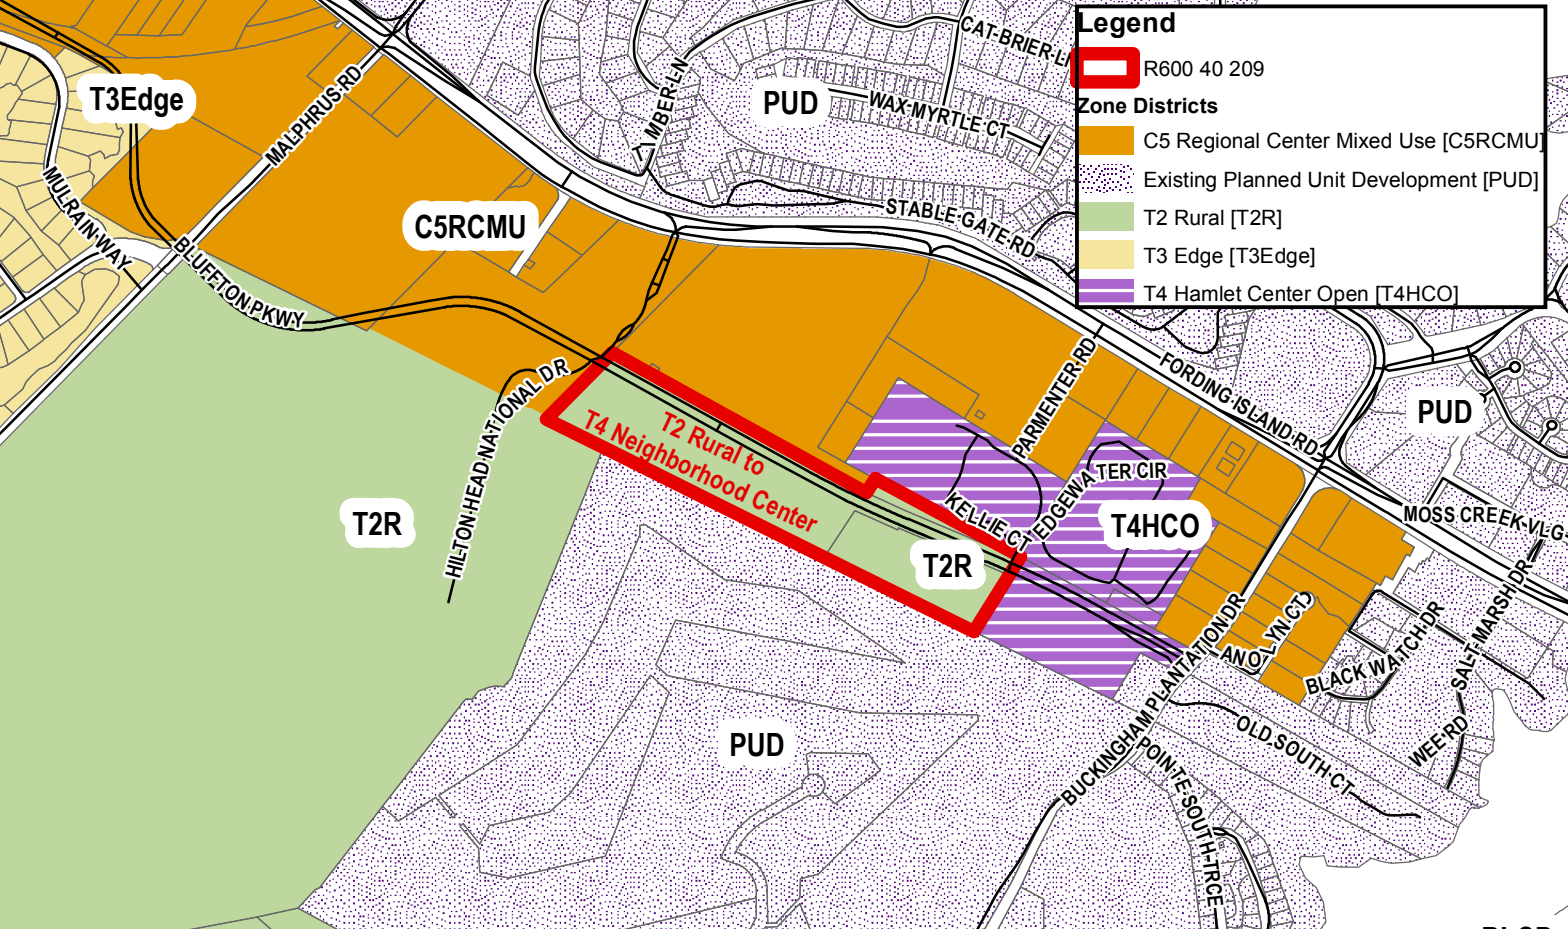 Legend
R600 40 209
Zone Districts
C5 Regional Center Mixed Use [C5RCMU]
Existing Planned Unit Development [PUD]
T2 Rural [T2R]
T3 Edge [T3Edge]
T4 Hamlet Center Open [T4HCO]
CAT-BRIER-L
TIMBER-LN
PUD
WAX-MYRTLE-CT
T3Edge
MALPHRUS RD
MULRAIN-WAY
BLUFFTON-PKWY
C5RCMU
STABLE-GATE-RD
FORDING-ISLAND-RD
PARMENTER-RD
PUD
HILTON-HEAD-NATIONAL DR
T2 Rural to
T4 Neighborhood Center
T2R
T2R
KELLIE-CT
EDGEWATER CIR
T4HCO
MOSS CREEK-VLG
SALT-MARSH-DR
BLACK WATCH-DR
WEE-RD
BUCKINGHAM PLANTATION-DR
OLD-SOUTH-CT
POINTE-SOUTH-TRCE
PUD